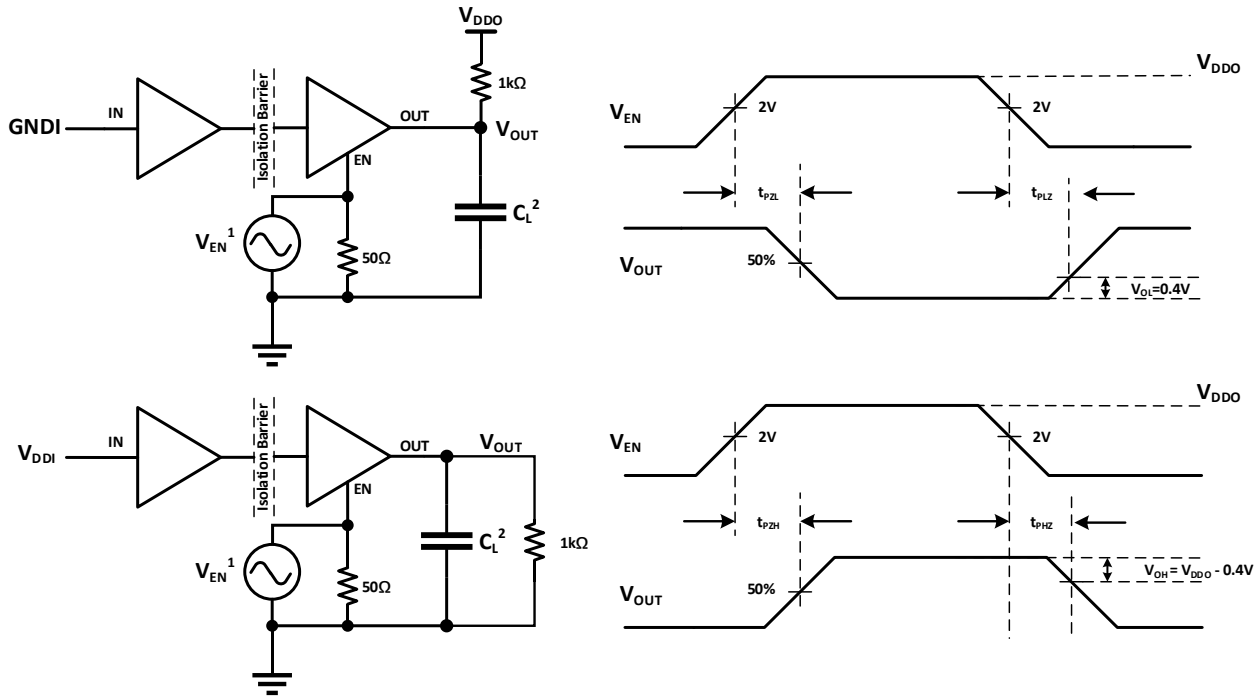 VDDO
1kΩ
IN
GNDI
Isolation Barrier
OUT
VOUT
EN
VEN1
50Ω
CL2
VDDO
VEN
2V
2V
tPZL
tPLZ
VOUT
50%
VOL=0.4V
IN
VDDI
Isolation Barrier
OUT
VOUT
EN
VEN1
50Ω
CL2
1kΩ
VDDO
VEN
2V
2V
tPZH
tPHZ
VOUT
50%
VOH = VDDO - 0.4V